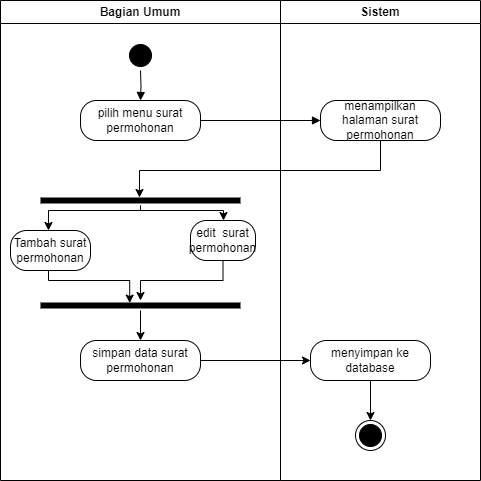 Bagian Umum
Sistem
pilih menu surat
permohonan
menampilkan
halaman surat
permohonan
Tambah surat
permohonan
edit surat
permohonan
simpan data surat
permohonan
menyimpan ke
database